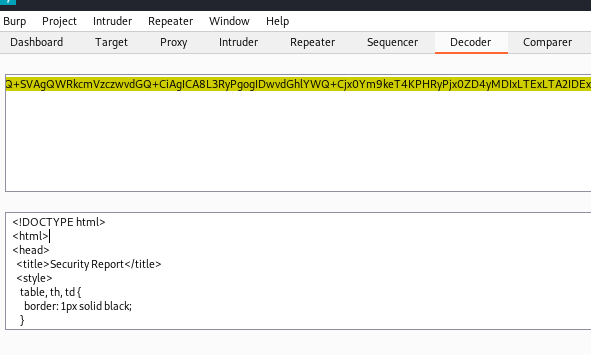 Burp Project Intruder Repeater Window Help
Dashboard Target Proxy Intruder Repeater Sequencer Decoder Comparer
Q+SVAgQWRkcmVzczwvdGQ+CiAgICA8L3RyPgogIDwvdGhlYWQ+Cjx0Ym9keT4KPHRyPjx0ZD4yMDIxLTExLTA2IDEx
<!DOCTYPE html>
<html>
<head>
<title>Security Report</title>
<style>
table, th, td {
border: 1px solid black;
}